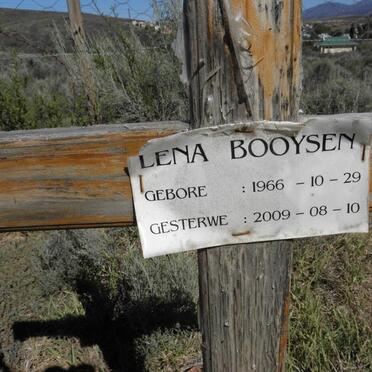 LENA BOOYSEN
GEBORE : 1966 - 10 - 29
GESTERWE : 2009 - 08 - 10